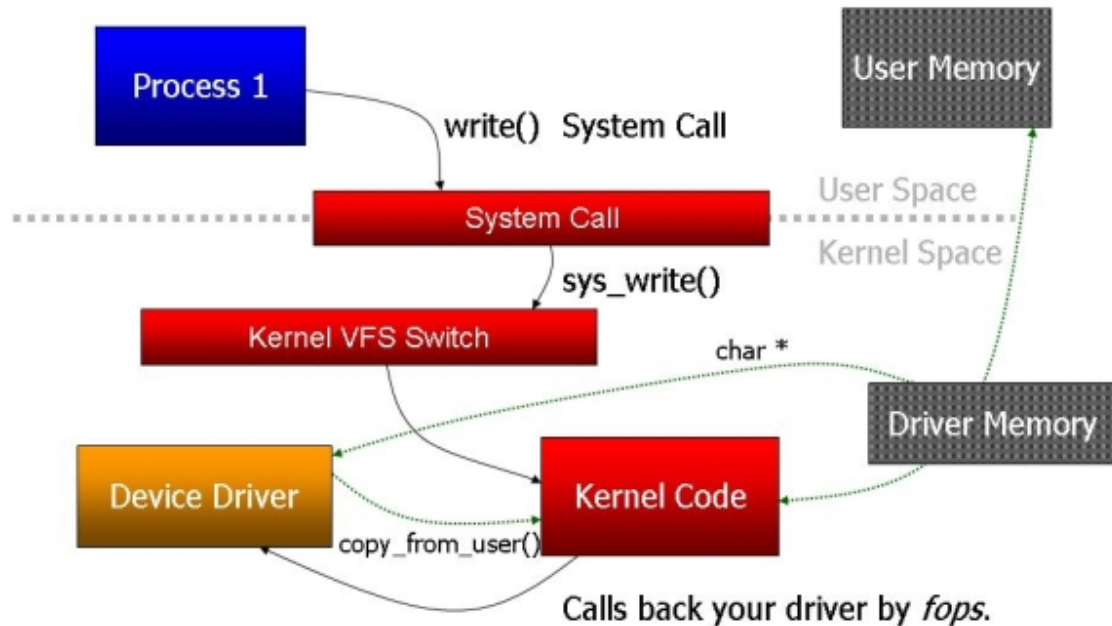 Process 1
User Memory
write()  System Call
User Space
System Call
Kernel Space
sys_write()
Kernel VFS Switch
char *
Driver Memory
Device Driver
Kernel Code
copy_from_user()
Calls back your driver by fops.